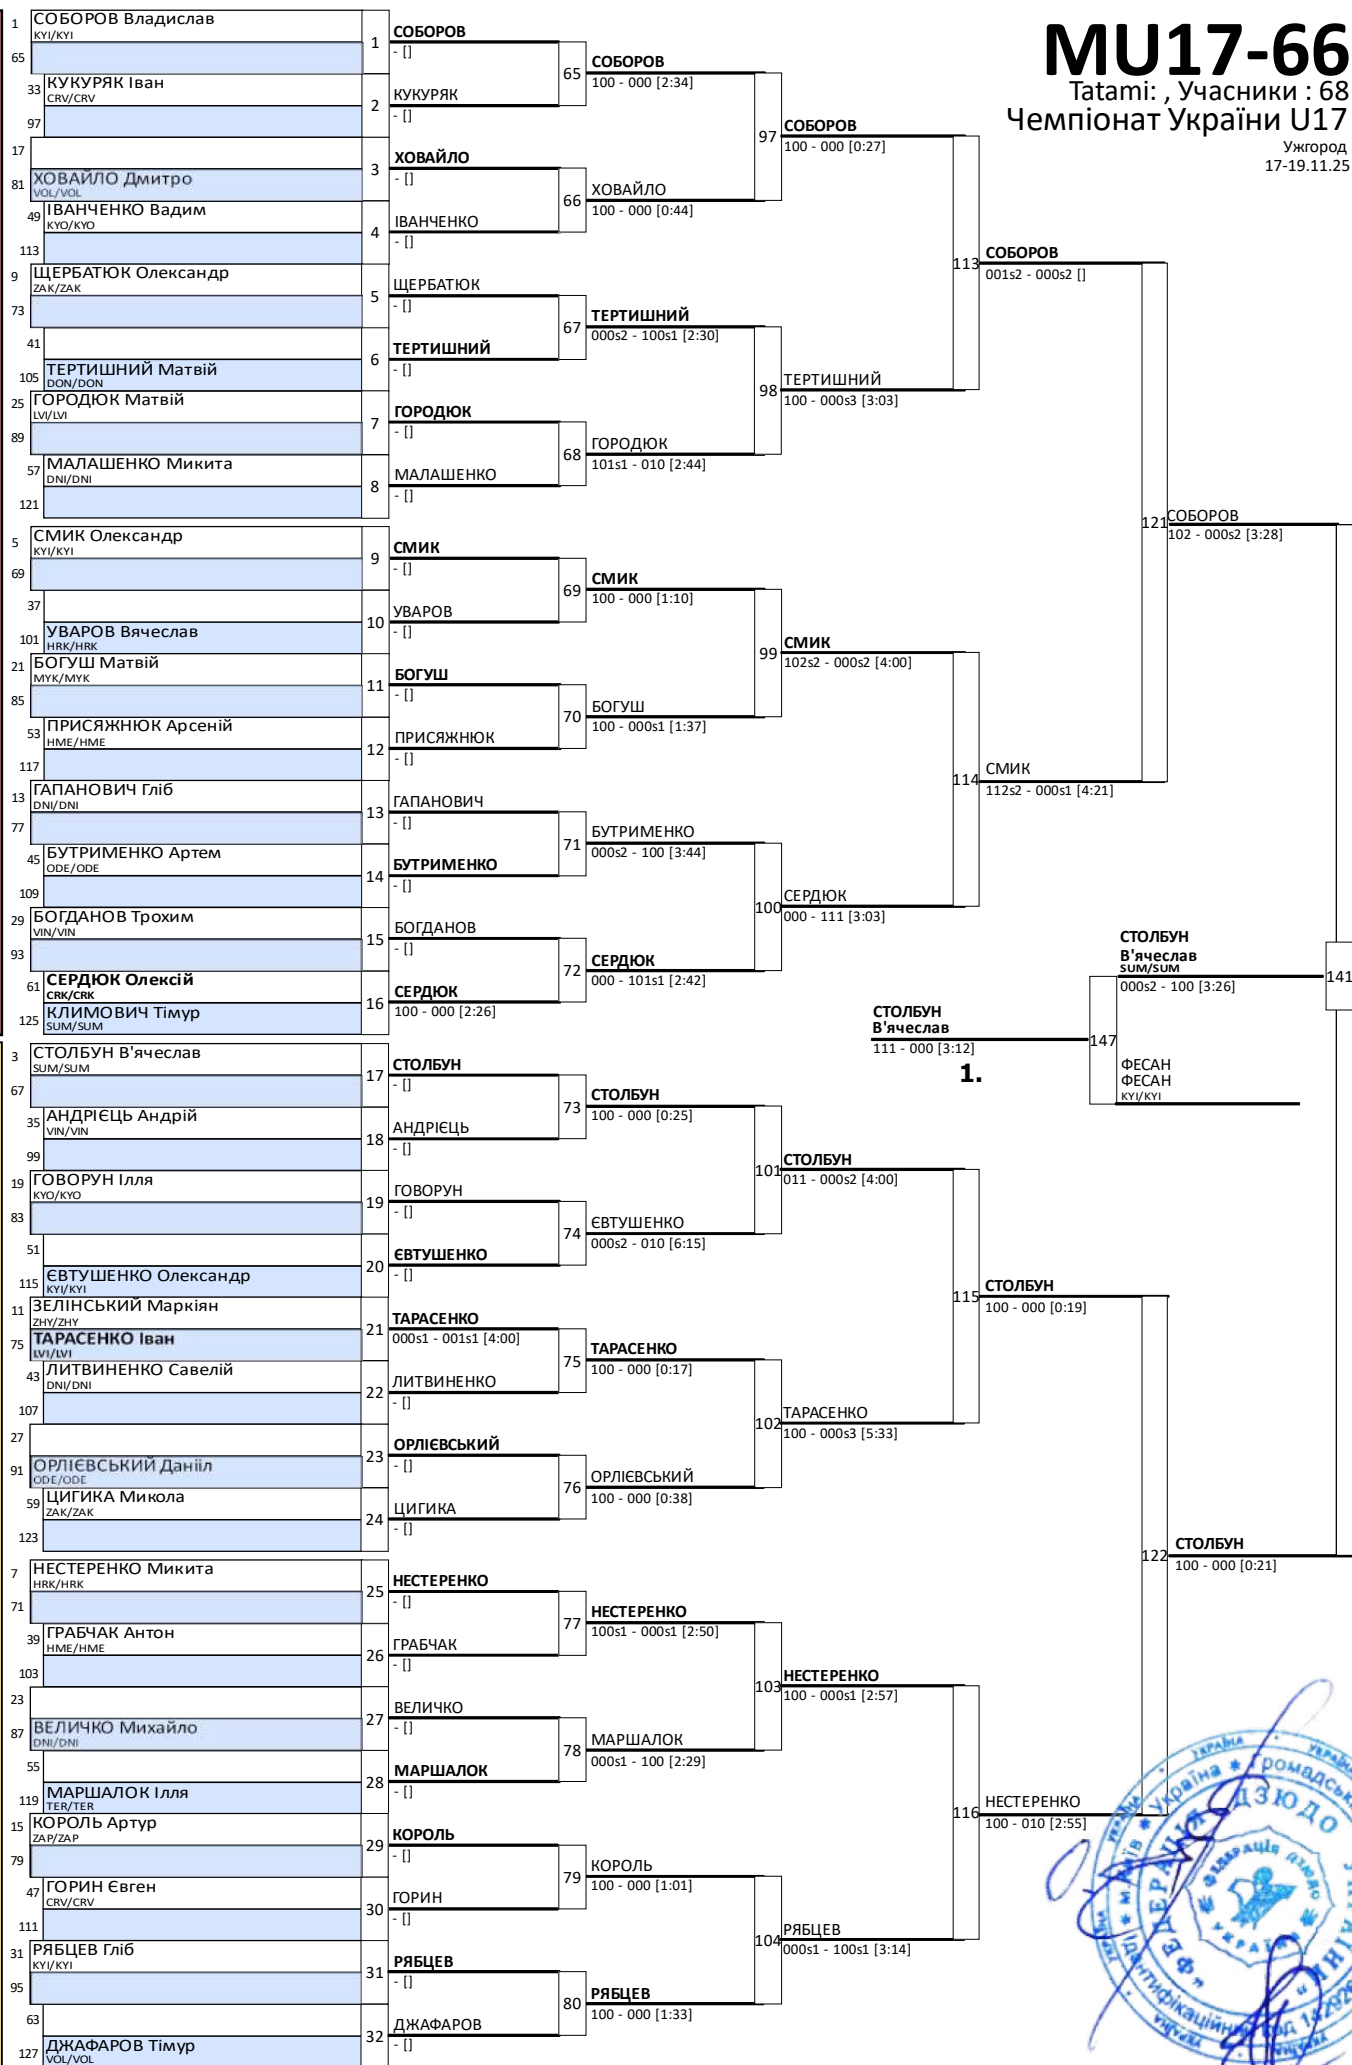 MU17-66
Tatami: , Учасники : 68
Чемпіонат України U17
Ужгород
17-19.11.25
1 СОБОРОВ Владислав
KYI/KYI
65
1
33 КУКУРЯК Іван
CRV/CRV
97
2
17
81 ХОВАЙЛО Дмитро
VOL/VOL
3
49 ІВАНЧЕНКО Вадим
KYO/KYO
113
4
9 ЩЕРБАТЮК Олександр
ZAK/ZAK
73
5
41
105 ТЕРТИШНИЙ Матвій
DON/DON
6
25 ГОРОДЮК Матвій
LVI/LVI
89
7
57 МАЛАШЕНКО Микита
DNI/DNI
121
8
5 СМИК Олександр
KYI/KYI
69
9
37
101 УВАРОВ Вячеслав
HRK/HRK
10
21 БОГУШ Матвій
MYK/MYK
85
11
53 ПРИСЯЖНЮК Арсеній
HME/HME
117
12
13 ГАПАНОВИЧ Гліб
DNI/DNI
77
13
45 БУТРИМЕНКО Артем
ODE/ODE
109
14
29 БОГДАНОВ Трохим
VIN/VIN
93
15
61 СЕРДЮК Олексій
CRK/CRK
125 КЛИМОВИЧ Тімур
SUM/SUM
16
3 СТОЛБУН В'ячеслав
SUM/SUM
67
17
35 АНДРІЄЦЬ Андрій
VIN/VIN
99
18
19 ГОВОРУН Ілля
KYO/KYO
83
19
51
115 ЄВТУШЕНКО Олександр
KYI/KYI
20
11 ЗЕЛІНСЬКИЙ Маркіян
ZHY/ZHY
75 ТАРАСЕНКО Іван
LVI/LVI
21
43 ЛИТВИНЕНКО Савелій
DNI/DNI
107
22
27
91 ОРЛІЄВСЬКИЙ Данііл
ODE/ODE
23
59 ЦИГИКА Микола
ZAK/ZAK
123
24
7 НЕСТЕРЕНКО Микита
HRK/HRK
71
25
39 ГРАБЧАК Антон
HME/HME
103
26
23
87 ВЕЛИЧКО Михайло
DNI/DNI
27
55
119 МАРШАЛОК Ілля
TER/TER
28
15 КОРОЛЬ Артур
ZAP/ZAP
79
29
47 ГОРИН Євген
CRV/CRV
111
30
31 РЯБЦЕВ Гліб
KYI/KYI
95
31
63
127 ДЖАФАРОВ Тімур
VOL/VOL
32
СОБОРОВ
- []
КУКУРЯК
- []
ХОВАЙЛО
- []
ІВАНЧЕНКО
- []
ЩЕРБАТЮК
- []
ТЕРТИШНИЙ
- []
ГОРОДЮК
- []
МАЛАШЕНКО
- []
СМИК
- []
УВАРОВ
- []
БОГУШ
- []
ПРИСЯЖНЮК
- []
ГАПАНОВИЧ
- []
БУТРИМЕНКО
- []
БОГДАНОВ
- []
СЕРДЮК
100 - 000 [2:26]
СТОЛБУН
- []
АНДРІЄЦЬ
- []
ГОВОРУН
- []
ЄВТУШЕНКО
- []
ТАРАСЕНКО
000s1 - 001s1 [4:00]
ЛИТВИНЕНКО
- []
ОРЛІЄВСЬКИЙ
- []
ЦИГИКА
- []
НЕСТЕРЕНКО
- []
ГРАБЧАК
- []
ВЕЛИЧКО
- []
МАРШАЛОК
- []
КОРОЛЬ
- []
ГОРИН
- []
РЯБЦЕВ
- []
ДЖАФАРОВ
- []
65 СОБОРОВ
100 - 000 [2:34]
66 ХОВАЙЛО
100 - 000 [0:44]
67 ТЕРТИШНИЙ
000s2 - 100s1 [2:30]
68 ГОРОДЮК
101s1 - 010 [2:44]
69 СМИК
100 - 000 [1:10]
70 БОГУШ
100 - 000s1 [1:37]
71 БУТРИМЕНКО
000s2 - 100 [3:44]
72 СЕРДЮК
000 - 101s1 [2:42]
73 СТОЛБУН
100 - 000 [0:25]
74 ЄВТУШЕНКО
000s2 - 010 [6:15]
75 ТАРАСЕНКО
100 - 000 [0:17]
76 ОРЛІЄВСЬКИЙ
100 - 000 [0:38]
77 НЕСТЕРЕНКО
100s1 - 000s1 [2:50]
78 МАРШАЛОК
000s1 - 100 [2:29]
79 КОРОЛЬ
100 - 000 [1:01]
80 РЯБЦЕВ
100 - 000 [1:33]
97 СОБОРОВ
100 - 000 [0:27]
98 ТЕРТИШНИЙ
100 - 000s3 [3:03]
99 СМИК
102s2 - 000s2 [4:00]
100 СЕРДЮК
000 - 111 [3:03]
101 СТОЛБУН
011 - 000s2 [4:00]
102 ТАРАСЕНКО
100 - 000s3 [5:33]
103 НЕСТЕРЕНКО
100 - 000s1 [2:57]
104 РЯБЦЕВ
000s1 - 100s1 [3:14]
113 СОБОРОВ
001s2 - 000s2 []
114 СМИК
112s2 - 000s1 [4:21]
115 СТОЛБУН
100 - 000 [0:19]
116 НЕСТЕРЕНКО
100 - 010 [2:55]
121 СОБОРОВ
102 - 000s2 [3:28]
122 СТОЛБУН
100 - 000 [0:21]
СТОЛБУН
В'ячеслав
SUM/SUM
000s2 - 100 [3:26]
141
СТОЛБУН
В'ячеслав
111 - 000 [3:12]
1.
147
ФЕСАН
ФЕСАН
KYI/KYI
Україна * Громадськ
ФЕДЕРАЦІЯ ДЗЮДО
УКРАЇНИ